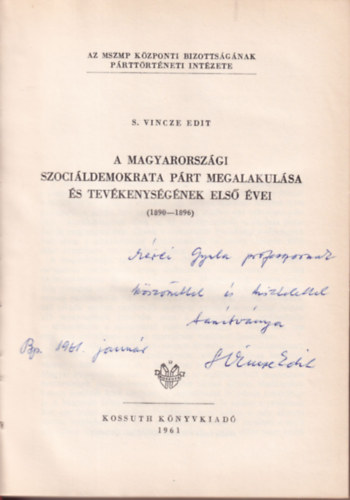 AZ MSZMP KÖZPONTI BIZOTTSÁGÁNAK
PÁRTTÖRTÉNETI INTÉZETE
S. VINCZE EDIT
A MAGYARORSZÁGI
SZOCIÁLDEMOKRATA PÁRT MEGALAKULÁSA
ÉS TEVÉKENYSÉGÉNEK ELSŐ ÉVEI
(1890—1896)
Mérei Gyula professzornak
köszönettel és tisztelettel
tanítványa
Bp. 1961. január
S Vincze Edit
KOSSUTH KÖNYVKIADÓ
1961